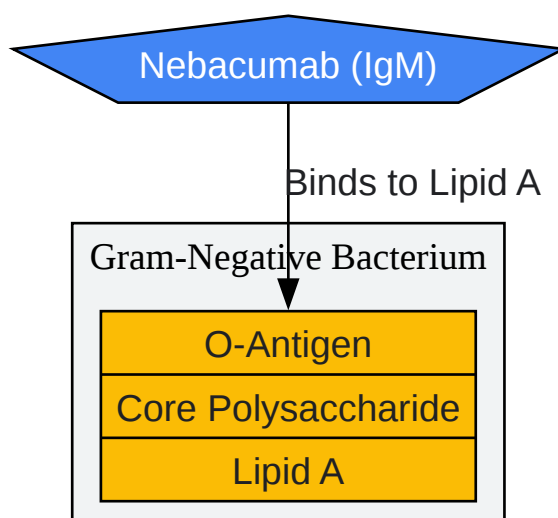 Nebacumab (IgM)
Binds to Lipid A
Gram-Negative Bacterium
O-Antigen
Core Polysaccharide
Lipid A